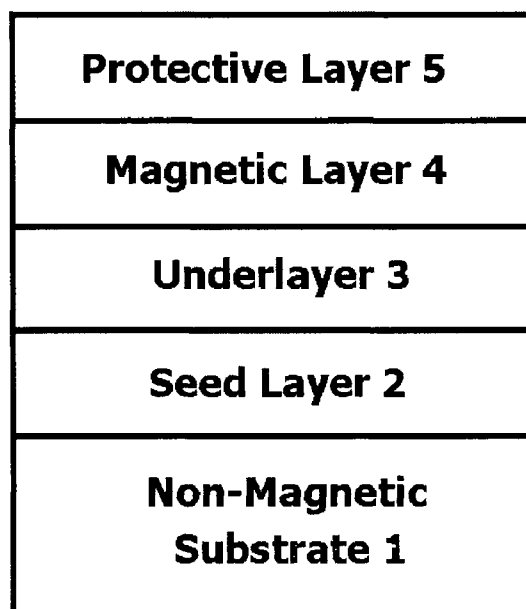 Protective Layer 5
Magnetic Layer 4
Underlayer 3
Seed Layer 2
Non-Magnetic
Substrate 1